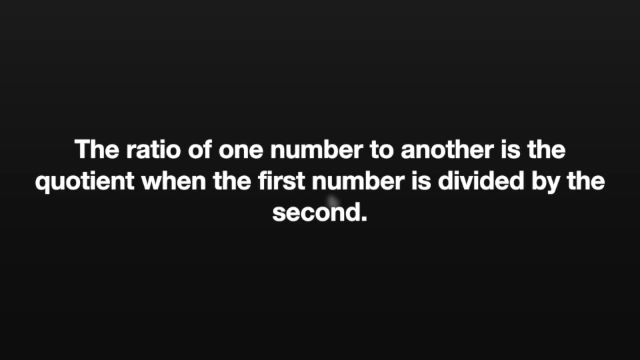 The ratio of one number to another is the
quotient when the first number is divided by the
second.